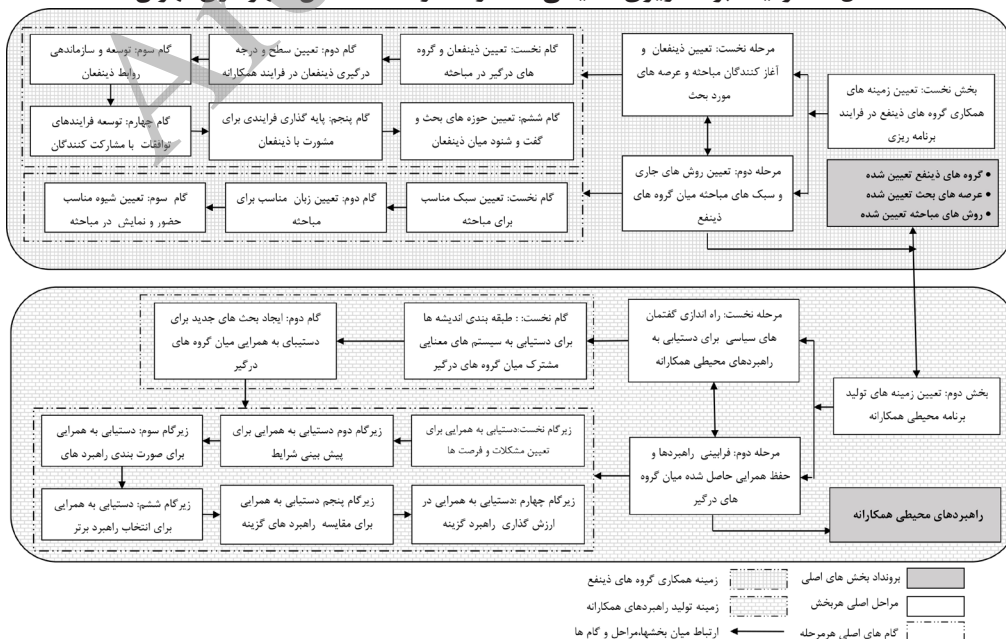 بخش نخست: تعیین زمینه های
همکاری گروه های ذینفع در فرایند
برنامه ریزی
• گروه های ذینفع تعیین شده
• عرصه های بحث تعیین شده
• روش های مباحثه تعیین شده
مرحله نخست: تعیین ذینفعان و
آغاز کنندگان مباحثه و عرصه های
مورد بحث
گام نخست: تعیین ذینفان و گروه
های درگیر در مباحثه
گام دوم: تعیین سطح و درجه
درگیری ذینفعان در فرایند همکارانه
گام سوم: توسعه و سازماندهی
روابط ذینفعان
گام چهارم: توسعه فرایندهای
توافقات با مشارکت کنندگان
گام پنجم: پایه گذاری فرایندی برای
مشورت با ذینفعان
گام ششم: تعیین حوزه های بحث و
گفت و شنود میان ذینفعان
مرحله دوم: تعیین روش های جاری
و سبک های مباحثه میان گروه های
ذینفع
گام نخست: تعیین سبک مناسب
برای مباحثه
گام دوم: تعیین زبان مناسب برای
مباحثه
گام سوم: تعیین شیوه مناسب
حضور و نمایش در مباحثه
بخش دوم: تعیین زمینه های تولید
برنامه محیطی همکارانه
مرحله نخست: راه اندازی گفتمان
های سیاسی برای دستیابی به
راهبردهای محیطی همکارانه
گام نخست: : طبقه بندی اندیشه ها
برای دستیابی به سیستم های معنایی
مشترک میان گروه های درگیر
گام دوم: ایجاد بحث های جدید برای
دستیبای به همرایی میان گروه های
درگیر
مرحله دوم: فرابینی راهبردها و
حفظ همرایی حاصل شده میان گروه
های درگیر
زیرگام نخست:دستیابی به همرایی برای
تعیین مشکلات و فرصت ها
زیرگام دوم دستیابی به همرایی برای
پیش بینی شرایط
زیرگام سوم: دستیابی به همرایی
برای صورت بندی راهبرد های
زیرگام چهارم :دستیابی به همرایی در
ارزش گذاری راهبرد گزینه
زیرگام پنجم دستیابی به همرایی
برای مقایسه راهبرد های گزینه
زیرگام ششم: دستیابی به همرایی
برای انتخاب راهبرد برتر
راهبردهای محیطی همکارانه
برونداد بخش های اصلی
مراحل اصلی هربخش
گام های اصلی هرمرحله
زمینه همکاری گروه های ذینفع
زمینه تولید راهبردهای همکارانه
ارتباط میان بخشها،مراحل و گام ها